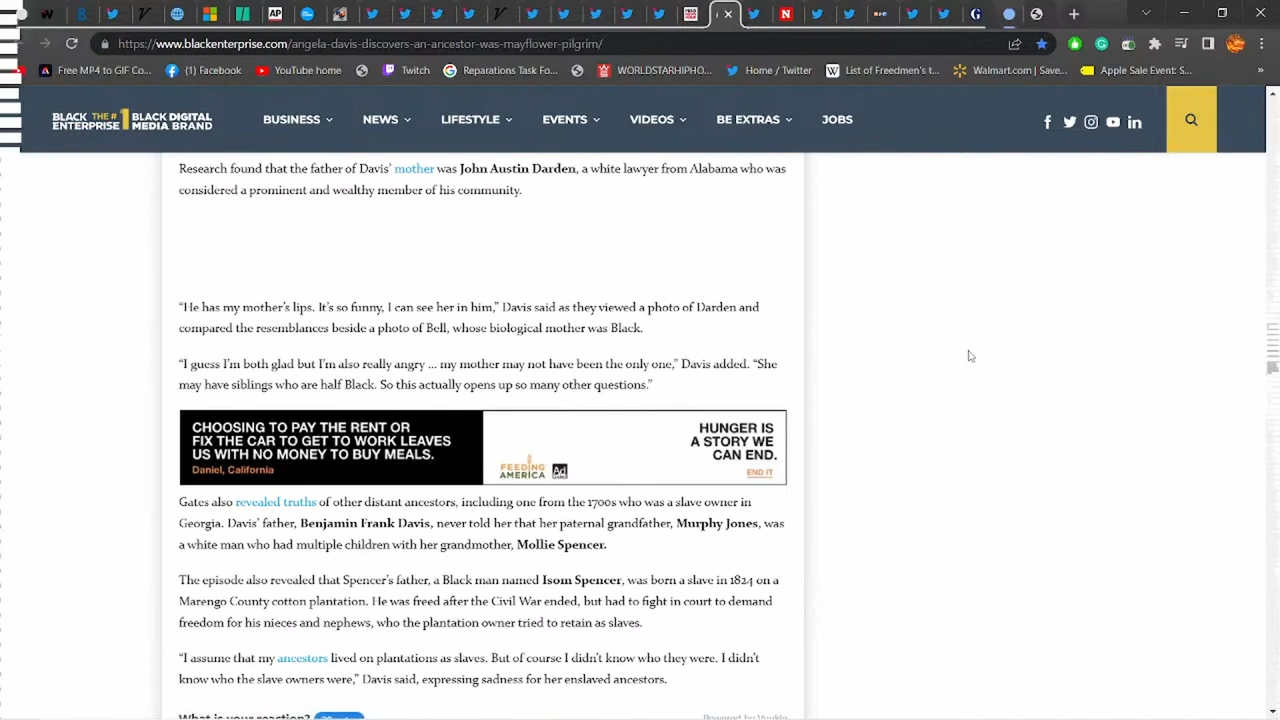 https://www.blackenterprise.com/angela-davis-discovers-an-ancestor-was-mayflower-pilgrim/
Free MP4 to GIF Co...
(1) Facebook
YouTube home
Twitch
Reparations Task Fo...
WORLDSTARHIPHO...
Home / Twitter
List of Freedmen's t...
Walmart.com | Save...
Apple Sale Event: S...
BLACK ENTERPRISE THE #1 BLACK DIGITAL MEDIA BRAND
BUSINESS
NEWS
LIFESTYLE
EVENTS
VIDEOS
BE EXTRAS
JOBS
Research found that the father of Davis' mother was John Austin Darden, a white lawyer from Alabama who was
considered a prominent and wealthy member of his community.
“He has my mother's lips. It's so funny, I can see her in him,” Davis said as they viewed a photo of Darden and
compared the resemblances beside a photo of Bell, whose biological mother was Black.
“I guess I'm both glad but I'm also really angry ... my mother may not have been the only one,” Davis added. “She
may have siblings who are half Black. So this actually opens up so many other questions.”
CHOOSING TO PAY THE RENT OR
FIX THE CAR TO GET TO WORK LEAVES
US WITH NO MONEY TO BUY MEALS.
Daniel, California
FEEDING
AMERICA
Ad
HUNGER IS
A STORY WE
CAN END.
END IT
Gates also revealed truths of other distant ancestors, including one from the 1700s who was a slave owner in
Georgia. Davis' father, Benjamin Frank Davis, never told her that her paternal grandfather, Murphy Jones, was
a white man who had multiple children with her grandmother, Mollie Spencer.
The episode also revealed that Spencer's father, a Black man named Isom Spencer, was born a slave in 1824 on a
Marengo County cotton plantation. He was freed after the Civil War ended, but had to fight in court to demand
freedom for his nieces and nephews, who the plantation owner tried to retain as slaves.
“I assume that my ancestors lived on plantations as slaves. But of course I didn't know who they were. I didn't
know who the slave owners were,” Davis said, expressing sadness for her enslaved ancestors.
What is your reaction?